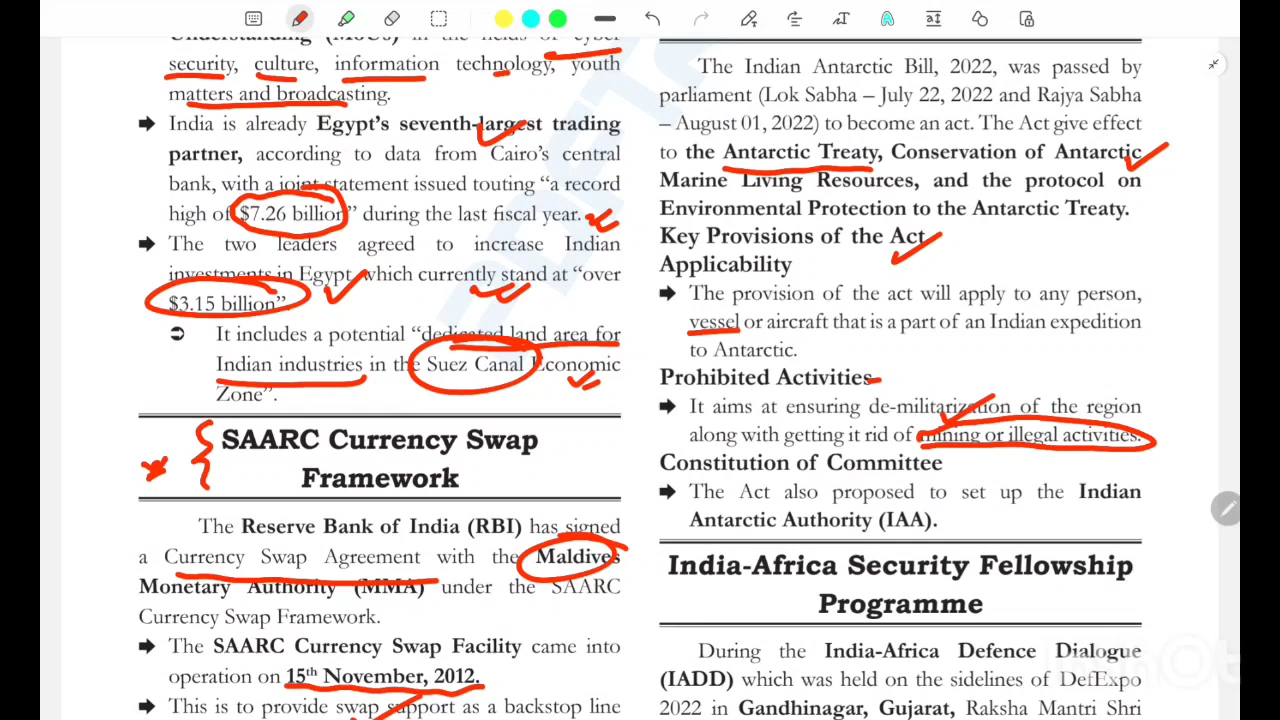 Understanding (MoUs) in the fields of cyber
security, culture, information technology, youth
matters and broadcasting.
➡ India is already Egypt's seventh-largest trading
partner, according to data from Cairo's central
bank, with a joint statement issued touting “a record
high of $7.26 billion” during the last fiscal year.
➡ The two leaders agreed to increase Indian
investments in Egypt, which currently stand at “over
$3.15 billion”.
➲ It includes a potential “dedicated land area for
Indian industries in the Suez Canal Economic
Zone”.
SAARC Currency Swap
Framework
The Reserve Bank of India (RBI) has signed
a Currency Swap Agreement with the Maldives
Monetary Authority (MMA) under the SAARC
Currency Swap Framework.
➡ The SAARC Currency Swap Facility came into
operation on 15th November, 2012.
➡ This is to provide swap support as a backstop line
The Indian Antarctic Bill, 2022, was passed by
parliament (Lok Sabha – July 22, 2022 and Rajya Sabha
– August 01, 2022) to become an act. The Act give effect
to the Antarctic Treaty, Conservation of Antarctic
Marine Living Resources, and the protocol on
Environmental Protection to the Antarctic Treaty.
Key Provisions of the Act
Applicability
➡ The provision of the act will apply to any person,
vessel or aircraft that is a part of an Indian expedition
to Antarctic.
Prohibited Activities
➡ It aims at ensuring de-militarization of the region
along with getting it rid of mining or illegal activities.
Constitution of Committee
➡ The Act also proposed to set up the Indian
Antarctic Authority (IAA).
India-Africa Security Fellowship
Programme
During the India-Africa Defence Dialogue
(IADD) which was held on the sidelines of DefExpo
2022 in Gandhinagar, Gujarat, Raksha Mantri Shri